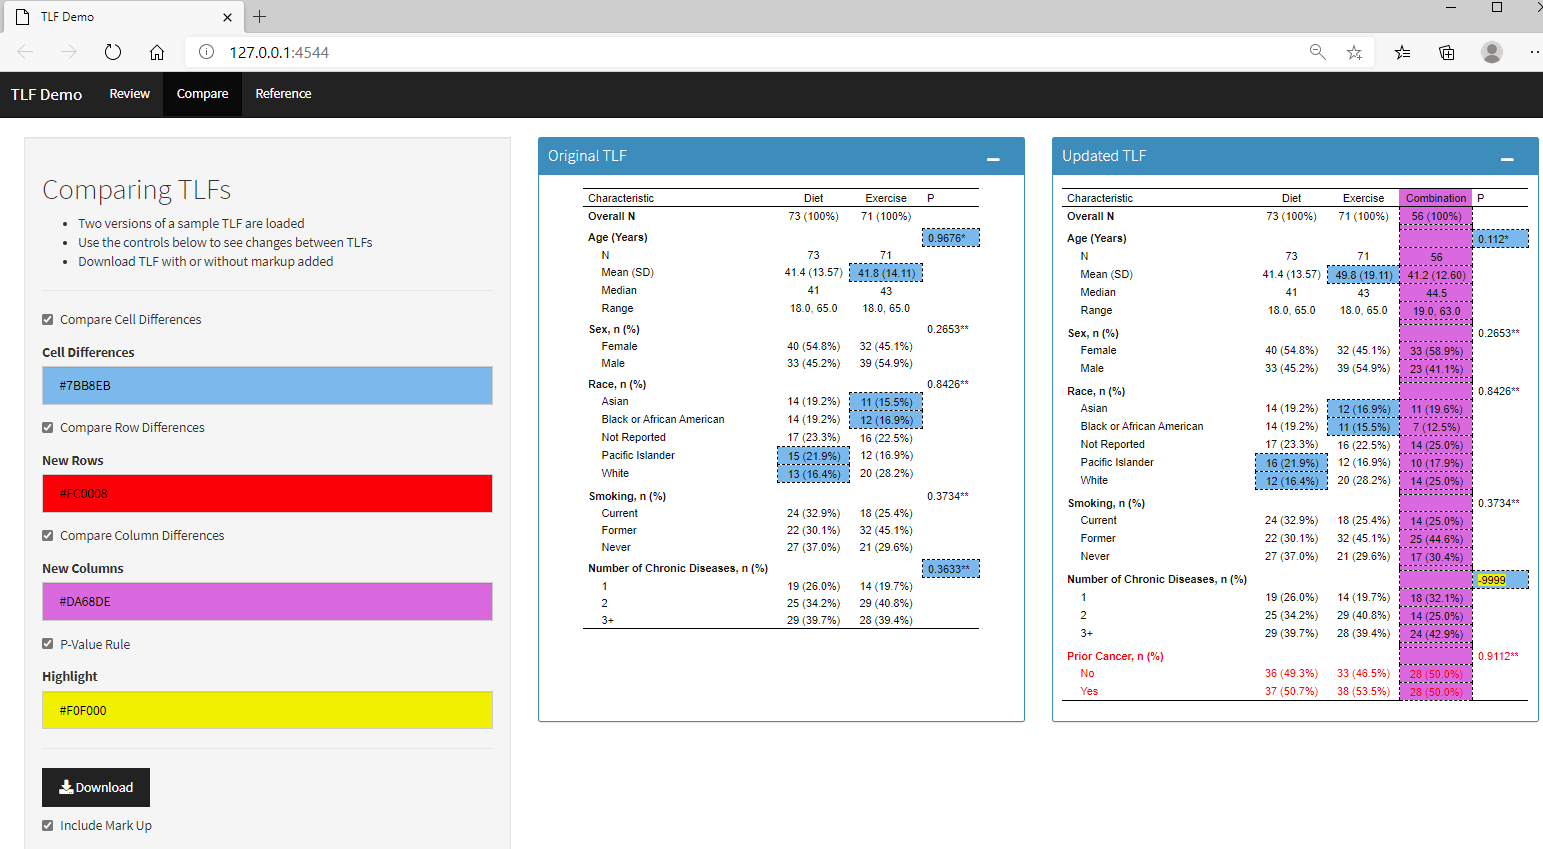 TLF Demo
127.0.0.1:4544
TLF Demo Review Compare Reference
Comparing TLFs
Two versions of a sample TLF are loaded
Use the controls below to see changes between TLFs
Download TLF with or without markup added
Compare Cell Differences
Cell Differences
#7BB8EB
Compare Row Differences
New Rows
#FC0008
Compare Column Differences
New Columns
#DA68DE
P-Value Rule
Highlight
#F0F000
Download
Include Mark Up
Original TLF
Characteristic Diet Exercise P
Overall N 73 (100%) 71 (100%)
Age (Years) 0.9676*
N 73 71
Mean (SD) 41.4 (13.57) 41.8 (14.11)
Median 41 43
Range 18.0, 65.0 18.0, 65.0
Sex, n (%) 0.2653**
Female 40 (54.8%) 32 (45.1%)
Male 33 (45.2%) 39 (54.9%)
Race, n (%) 0.8426**
Asian 14 (19.2%) 11 (15.5%)
Black or African American 14 (19.2%) 12 (16.9%)
Not Reported 17 (23.3%) 16 (22.5%)
Pacific Islander 15 (21.9%) 12 (16.9%)
White 13 (16.4%) 20 (28.2%)
Smoking, n (%) 0.3734**
Current 24 (32.9%) 18 (25.4%)
Former 22 (30.1%) 32 (45.1%)
Never 27 (37.0%) 21 (29.6%)
Number of Chronic Diseases, n (%) 0.3633**
1 19 (26.0%) 14 (19.7%)
2 25 (34.2%) 29 (40.8%)
3+ 29 (39.7%) 28 (39.4%)
Updated TLF
Characteristic Diet Exercise Combination P
Overall N 73 (100%) 71 (100%) 56 (100%)
Age (Years) 0.112*
N 73 71 56
Mean (SD) 41.4 (13.57) 49.8 (19.11) 41.2 (12.60)
Median 41 43 44.5
Range 18.0, 65.0 18.0, 65.0 19.0, 63.0
Sex, n (%) 0.2653**
Female 40 (54.8%) 32 (45.1%) 33 (58.9%)
Male 33 (45.2%) 39 (54.9%) 23 (41.1%)
Race, n (%) 0.8426**
Asian 14 (19.2%) 12 (16.9%) 11 (19.6%)
Black or African American 14 (19.2%) 11 (15.5%) 7 (12.5%)
Not Reported 17 (23.3%) 16 (22.5%) 14 (25.0%)
Pacific Islander 16 (21.9%) 12 (16.9%) 10 (17.9%)
White 12 (16.4%) 20 (28.2%) 14 (25.0%)
Smoking, n (%) 0.3734**
Current 24 (32.9%) 18 (25.4%) 14 (25.0%)
Former 22 (30.1%) 32 (45.1%) 25 (44.6%)
Never 27 (37.0%) 21 (29.6%) 17 (30.4%)
Number of Chronic Diseases, n (%) -9999
1 19 (26.0%) 14 (19.7%) 18 (32.1%)
2 25 (34.2%) 29 (40.8%) 14 (25.0%)
3+ 29 (39.7%) 28 (39.4%) 24 (42.9%)
Prior Cancer, n (%) 0.9112**
No 36 (49.3%) 33 (46.5%) 28 (50.0%)
Yes 37 (50.7%) 38 (53.5%) 28 (50.0%)